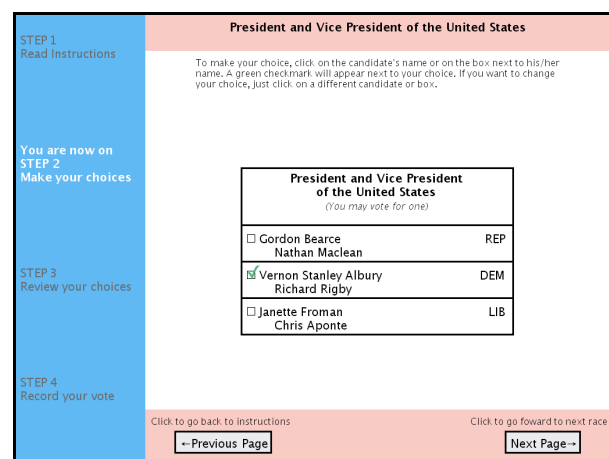 STEP 1
Read Instructions
You are now on
STEP 2
Make your choices
STEP 3
Review your choices
STEP 4
Record your vote
President and Vice President of the United States
To make your choice, click on the candidate's name or on the box next to his/her
name. A green checkmark will appear next to your choice. If you want to change
your choice, just click on a different candidate or box.
President and Vice President
of the United States
(You may vote for one)
Gordon Bearce REP
Nathan Maclean
Vernon Stanley Albury DEM
Richard Rigby
Janette Froman LIB
Chris Aponte
Click to go back to instructions
←Previous Page
Click to go foward to next race
Next Page→